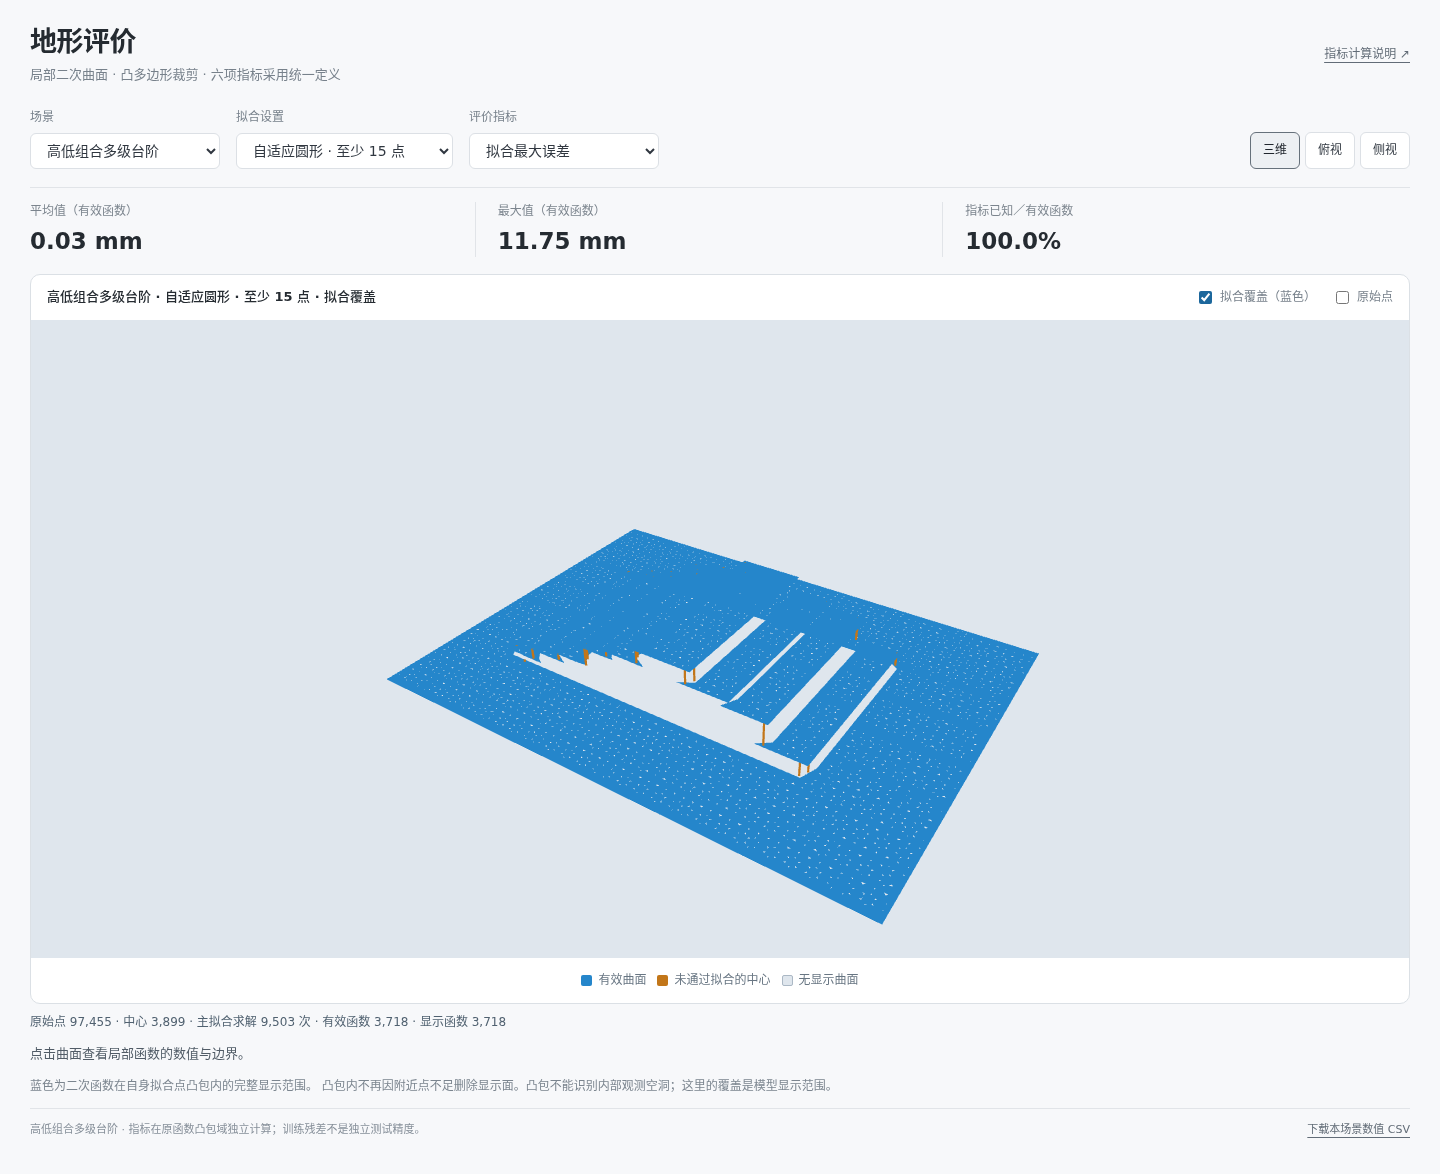 地形评价
指标计算说明 ↗
局部二次曲面 · 凸多边形裁剪 · 六项指标采用统一定义
场景
拟合设置
评价指标
高低组合多级台阶
自适应圆形 · 至少 15 点
拟合最大误差
三维
俯视
侧视
平均值（有效函数）
最大值（有效函数）
指标已知／有效函数
0.03 mm
11.75 mm
100.0%
高低组合多级台阶 · 自适应圆形 · 至少 15 点 · 拟合覆盖
拟合覆盖（蓝色）
原始点
有效曲面
未通过拟合的中心
无显示曲面
原始点 97,455 · 中心 3,899 · 主拟合求解 9,503 次 · 有效函数 3,718 · 显示函数 3,718
点击曲面查看局部函数的数值与边界。
蓝色为二次函数在自身拟合点凸包内的完整显示范围。 凸包内不再因附近点不足删除显示面。凸包不能识别内部观测空洞；这里的覆盖是模型显示范围。
高低组合多级台阶 · 指标在原函数凸包域独立计算；训练残差不是独立测试精度。
下载本场景数值 CSV